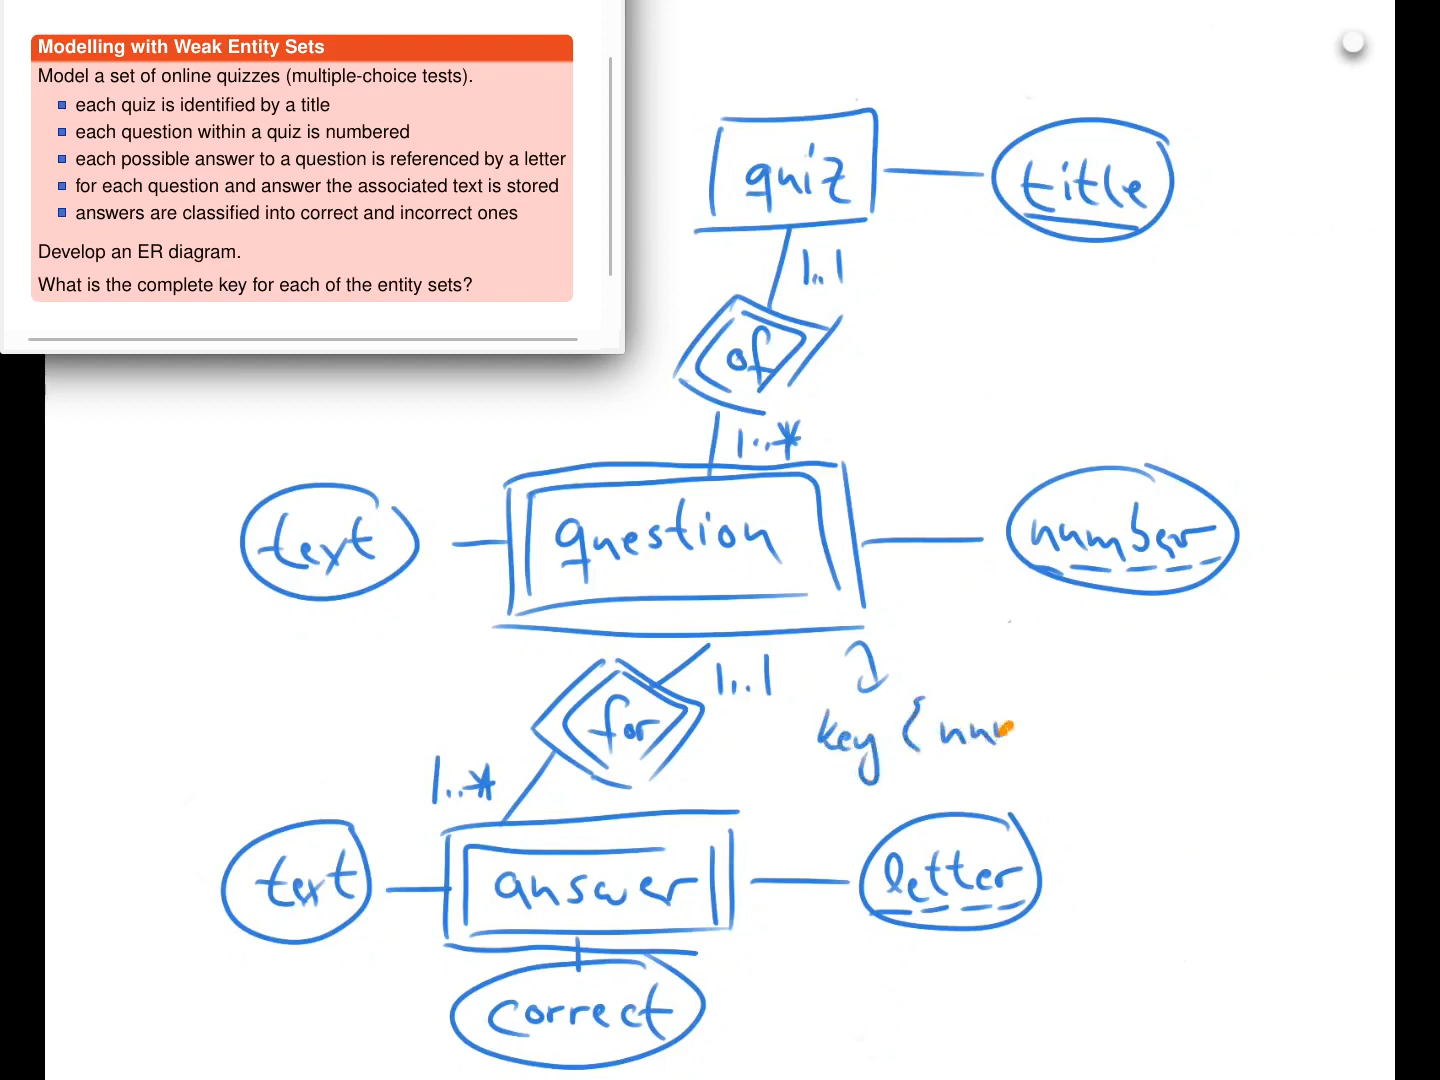 Modelling with Weak Entity Sets
Model a set of online quizzes (multiple-choice tests).
each quiz is identified by a title
each question within a quiz is numbered
each possible answer to a question is referenced by a letter
for each question and answer the associated text is stored
answers are classified into correct and incorrect ones
Develop an ER diagram.
What is the complete key for each of the entity sets?
quiz
title
1..1
of
1..*
text
question
number
1..1
for
key { nu
1..*
text
answer
letter
correct